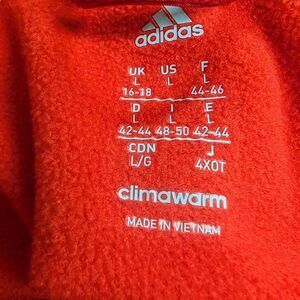 adidas
UK US F
L L L
16-18 44-46
D I E
L L L
42-44 48-50 42-44
CDN J
L/G 4XOT
climawarm
MADE IN VIETNAM